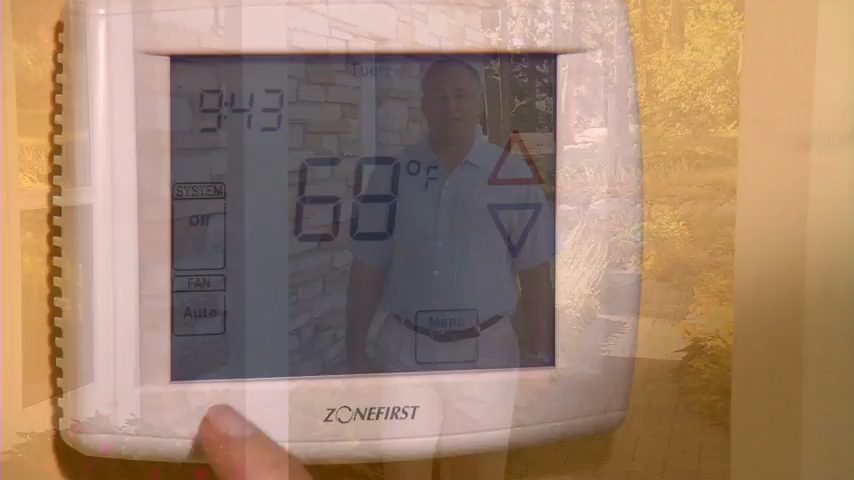 9:43
68°F
SYSTEM
Off
FAN
Auto
Menu
ZONEFIRST